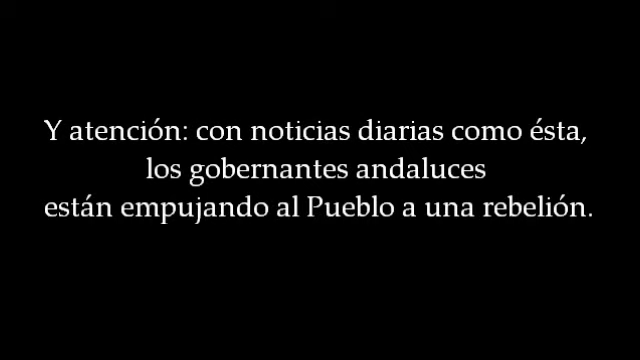 Y atención: con noticias diarias como ésta,
los gobernantes andaluces
están empujando al Pueblo a una rebelión.